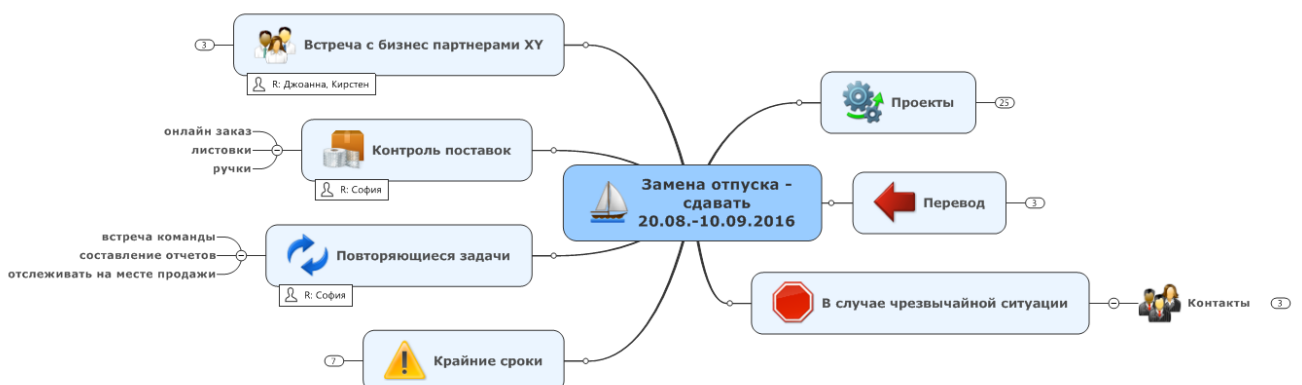 3
Встреча с бизнес партнерами XY
R: Джоанна, Кирстен
онлайн заказ
листовки
ручки
Контроль поставок
R: София
встреча команды
составление отчетов
отслеживать на месте продажи
Повторяющиеся задачи
R: София
7
Крайние сроки
Замена отпуска -
сдавать
20.08.-10.09.2016
Проекты
25
Перевод
3
В случае чрезвычайной ситуации
Контакты
3